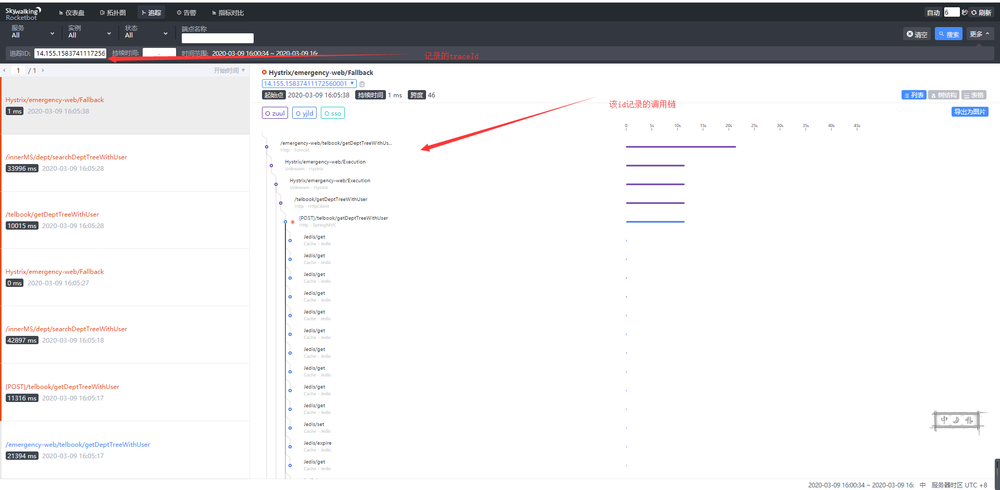 Skywalking
Rocketbot
仪表盘
拓扑图
追踪
告警
指标对比
自动
6
秒
刷新
服务
All
实例
All
状态
All
端点名称
清空
搜索
更多
追踪ID:
14.155.1583741117256
持续时间:
-
时间范围:
2020-03-09 16:00:34 ~ 2020-03-09 16:
记录的traceId
1
/ 1
开始时间
Hystrix/emergency-web/Fallback
1 ms
2020-03-09 16:05:38
/innerMS/dept/searchDeptTreeWithUser
33996 ms
2020-03-09 16:05:28
/telbook/getDeptTreeWithUser
10015 ms
2020-03-09 16:05:28
Hystrix/emergency-web/Fallback
0 ms
2020-03-09 16:05:27
/innerMS/dept/searchDeptTreeWithUser
42897 ms
2020-03-09 16:05:18
{POST}/telbook/getDeptTreeWithUser
11316 ms
2020-03-09 16:05:17
/emergency-web/telbook/getDeptTreeWithUser
21394 ms
2020-03-09 16:05:17
Hystrix/emergency-web/Fallback
14.155.15837411172560001
起始点 2020-03-09 16:05:38 持续时间 1 ms 跨度 46
列表
树结构
表格
该id记录的调用链
zuul
yjld
sso
导出为图片
0 5s 10s 15s 20s 25s 30s 35s 40s 45s
/emergency-web/telbook/getDeptTreeWithUs...
Http - Tomcat
Hystrix/emergency-web/Execution
Unknown - Hystrix
Hystrix/emergency-web/Execution
Unknown - Hystrix
/telbook/getDeptTreeWithUser
Http - HttpClient
{POST}/telbook/getDeptTreeWithUser
Http - SpringMVC
Jedis/get
Cache - Jedis
Jedis/get
Cache - Jedis
Jedis/get
Cache - Jedis
Jedis/get
Cache - Jedis
Jedis/get
Cache - Jedis
Jedis/get
Cache - Jedis
Jedis/get
Cache - Jedis
Jedis/get
Cache - Jedis
Jedis/get
Cache - Jedis
Jedis/get
Cache - Jedis
Jedis/set
Cache - Jedis
Jedis/expire
Cache - Jedis
Jedis/get
Cache - Jedis
中
2020-03-09 16:00:34 ~ 2020-03-09 16:
中
服务器时区 UTC +8